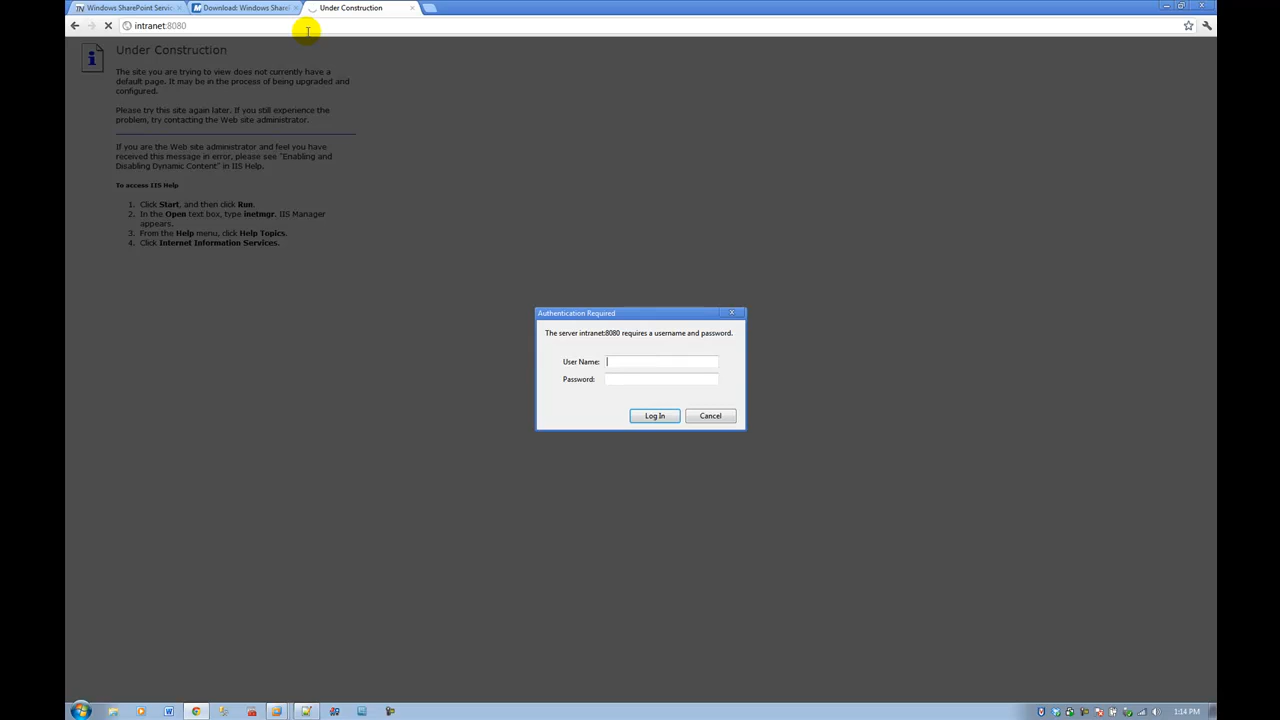 Windows SharePoint Servic
Download: Windows Share
Under Construction
intranet:8080
Under Construction
The site you are trying to view does not currently have a
default page. It may be in the process of being upgraded and
configured.
Please try this site again later. If you still experience the
problem, try contacting the Web site administrator.
If you are the Web site administrator and feel you have
received this message in error, please see "Enabling and
Disabling Dynamic Content" in IIS Help.
To access IIS Help
1. Click Start, and then click Run.
2. In the Open text box, type inetmgr. IIS Manager
appears.
3. From the Help menu, click Help Topics.
4. Click Internet Information Services.
Authentication Required
The server intranet:8080 requires a username and password.
User Name:
Password:
Log In
Cancel
1:14 PM